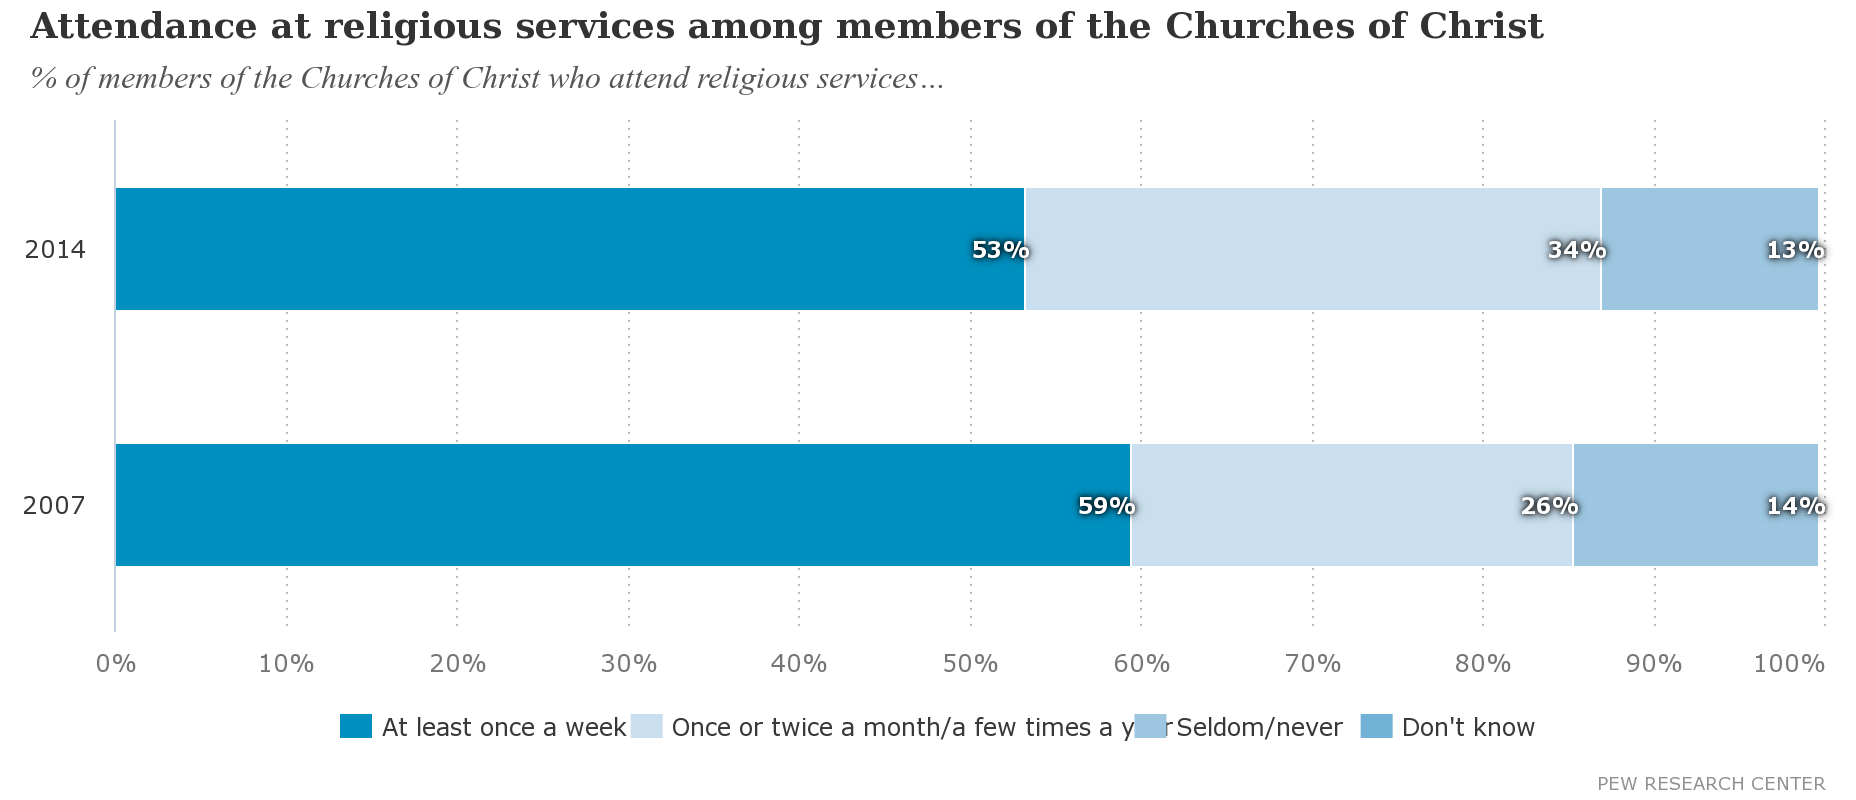 Attendance at religious services among members of the Churches of Christ
% of members of the Churches of Christ who attend religious services…
2014
53%
34%
13%
2007
59%
26%
14%
0% 10% 20% 30% 40% 50% 60% 70% 80% 90% 100%
At least once a week Once or twice a month/a few times a Seldom/never Don't know
PEW RESEARCH CENTER